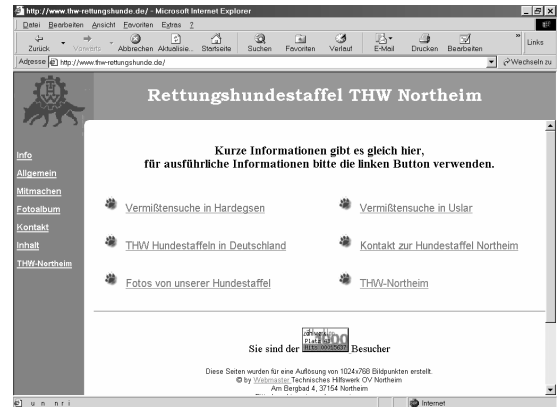 http://www.thw-rettungshunde.de/ - Microsoft Internet Explorer
Datei Bearbeiten Ansicht Favoriten Extras ?
Zurück Vorwärts Abbrechen Aktualisie... Startseite Suchen Favoriten Verlauf E-Mail Drucken Bearbeiten » Links
Adresse http://www.thw-rettungshunde.de/ Wechseln zu
Rettungshundestaffel THW Northeim
Info
Allgemein
Mitmachen
Fotoalbum
Kontakt
Inhalt
THW-Northeim
Kurze Informationen gibt es gleich hier,
für ausführliche Informationen bitte die linken Button verwenden.
Vermißtensuche in Hardegsen Vermißtensuche in Uslar
THW Hundestaffeln in Deutschland Kontakt zur Hundestaffel Northeim
Fotos von unserer Hundestaffel THW-Northeim
Sie sind der Besucher
Diese Seiten wurden für eine Auflösung von 1024x768 Bildpunkten erstellt.
© by Webmaster Technisches Hilfswerk OV Northeim
Am Bergbad 4, 37154 Northeim
Internet